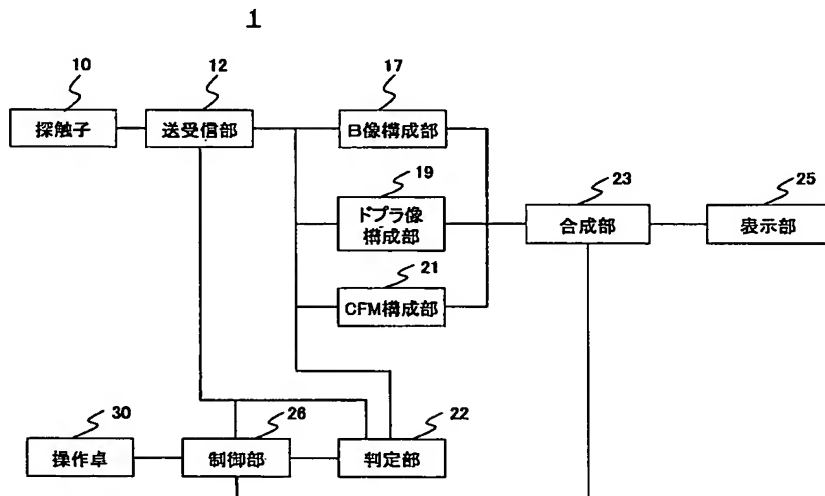 1
10
探触子
12
送受信部
17
B像構成部
19
ドプラ像
構成部
21
CFM構成部
23
合成部
25
表示部
30
操作卓
26
制御部
22
判定部